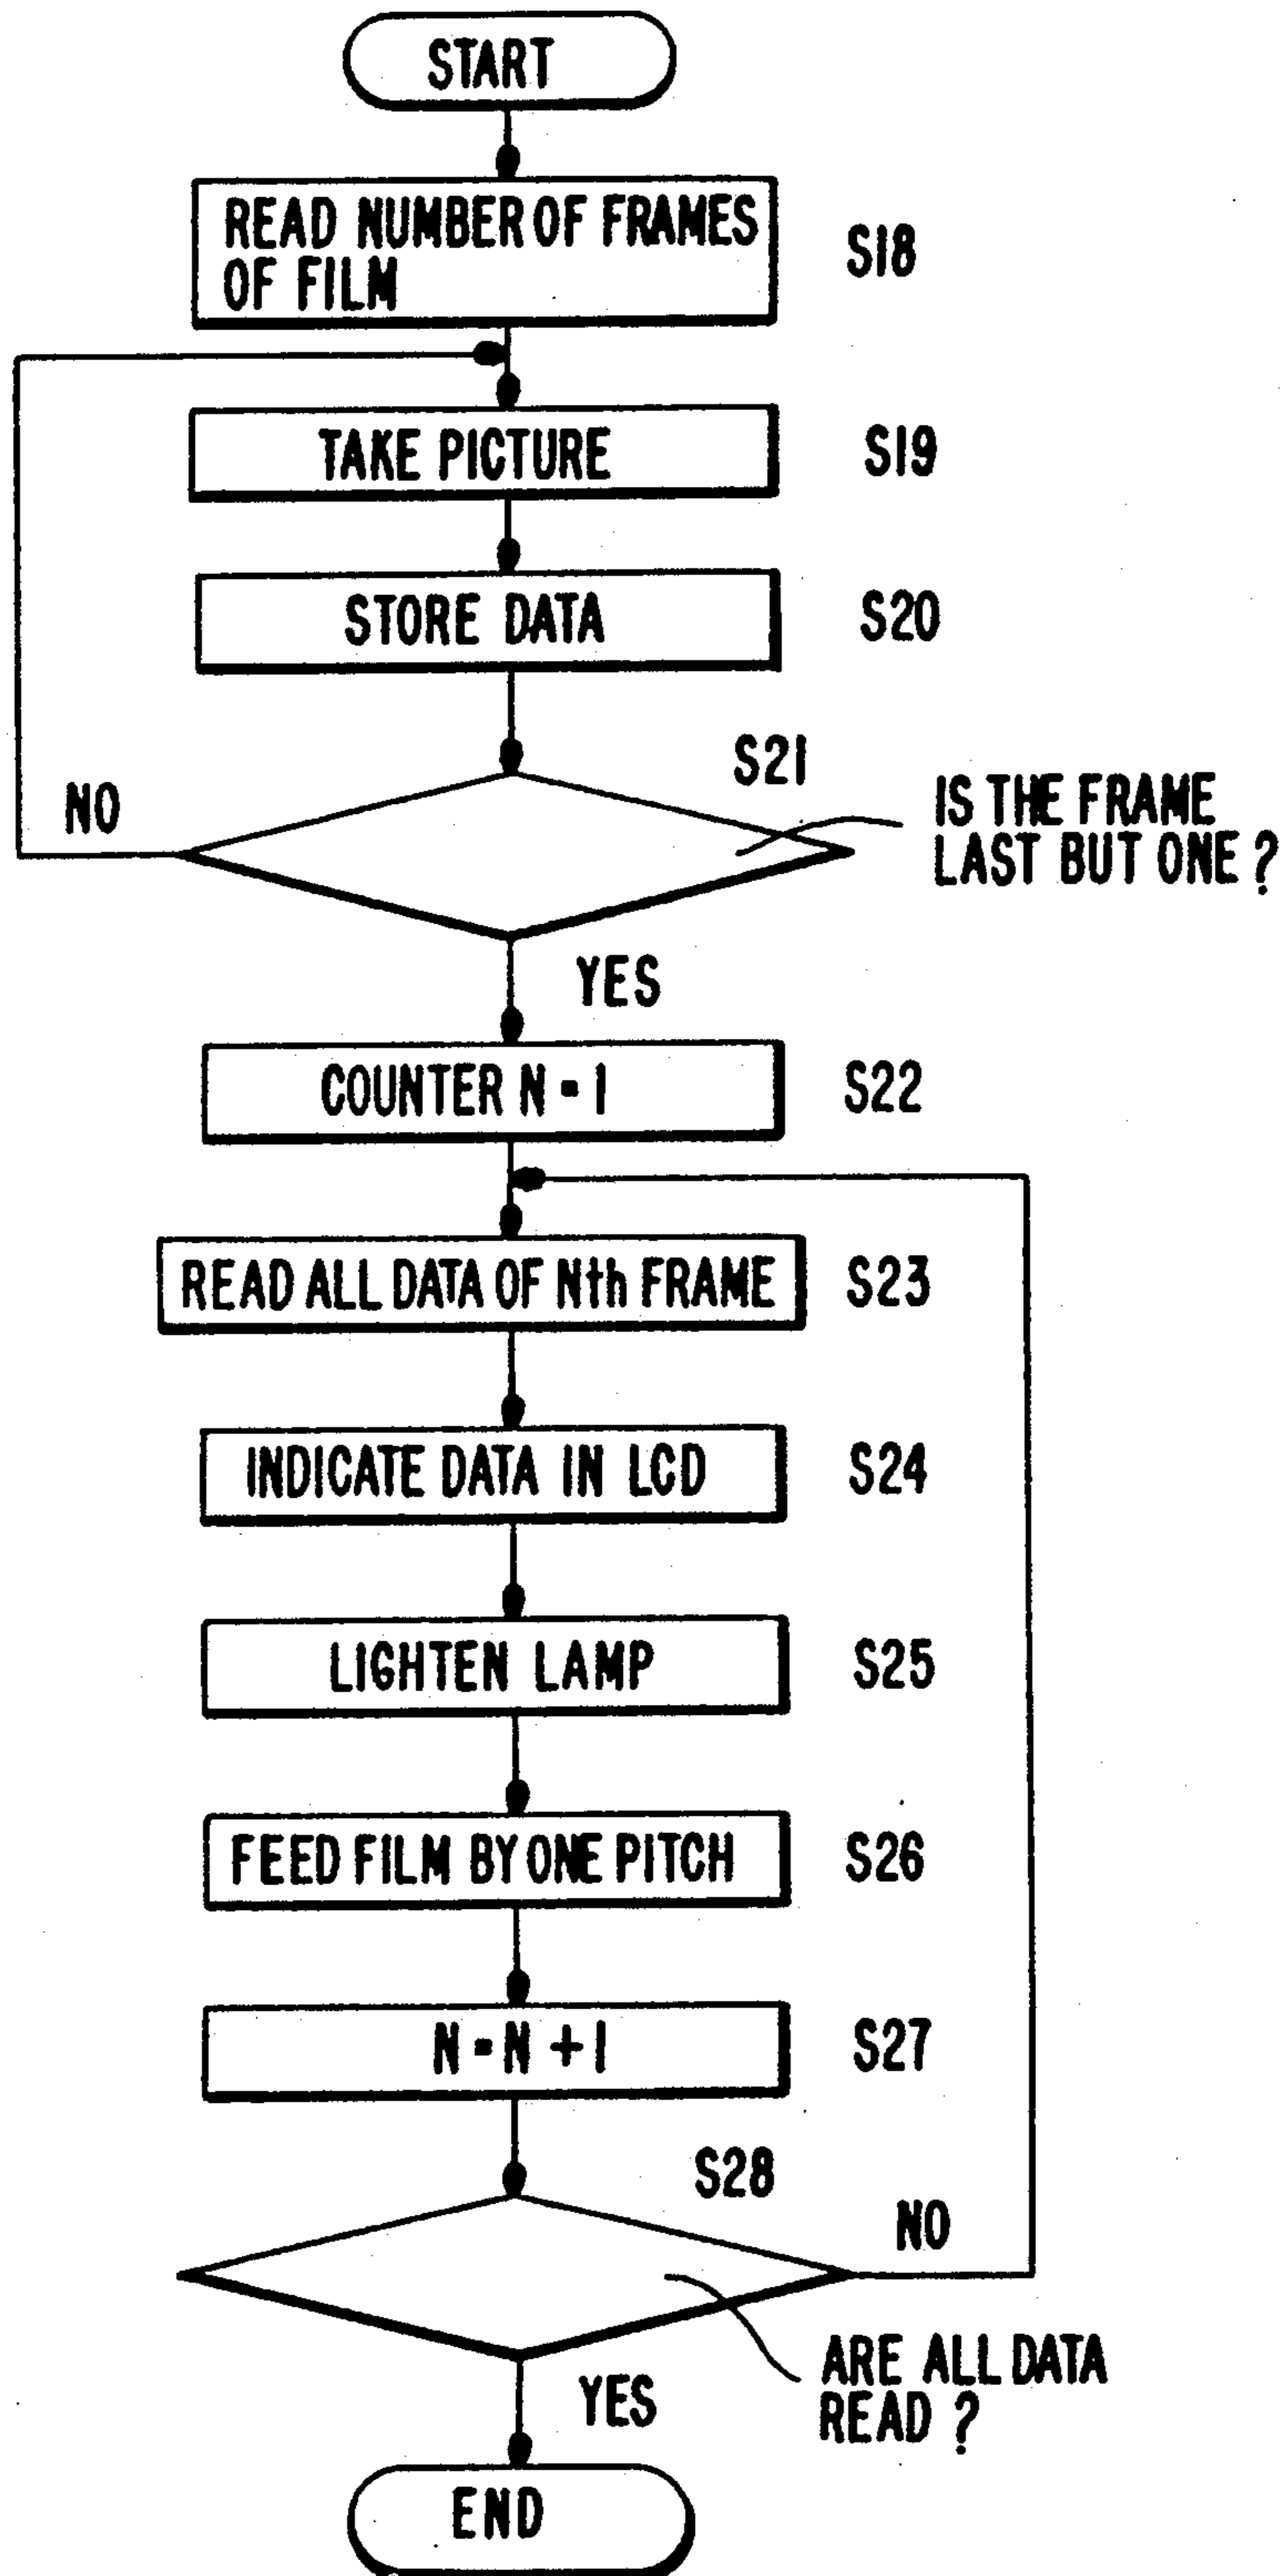 START
READ NUMBER OF FRAMES
OF FILM
S18
TAKE PICTURE
S19
STORE DATA
S20
S21
NO
IS THE FRAME
LAST BUT ONE ?
YES
COUNTER N = 1
S22
READ ALL DATA OF Nth FRAME
S23
INDICATE DATA IN LCD
S24
LIGHTEN LAMP
S25
FEED FILM BY ONE PITCH
S26
N = N + 1
S27
S28
NO
ARE ALL DATA
READ ?
YES
END